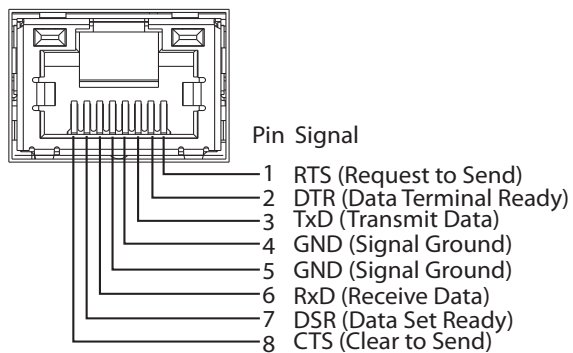 Pin Signal
1 RTS (Request to Send)
2 DTR (Data Terminal Ready)
3 TxD (Transmit Data)
4 GND (Signal Ground)
5 GND (Signal Ground)
6 RxD (Receive Data)
7 DSR (Data Set Ready)
8 CTS (Clear to Send)